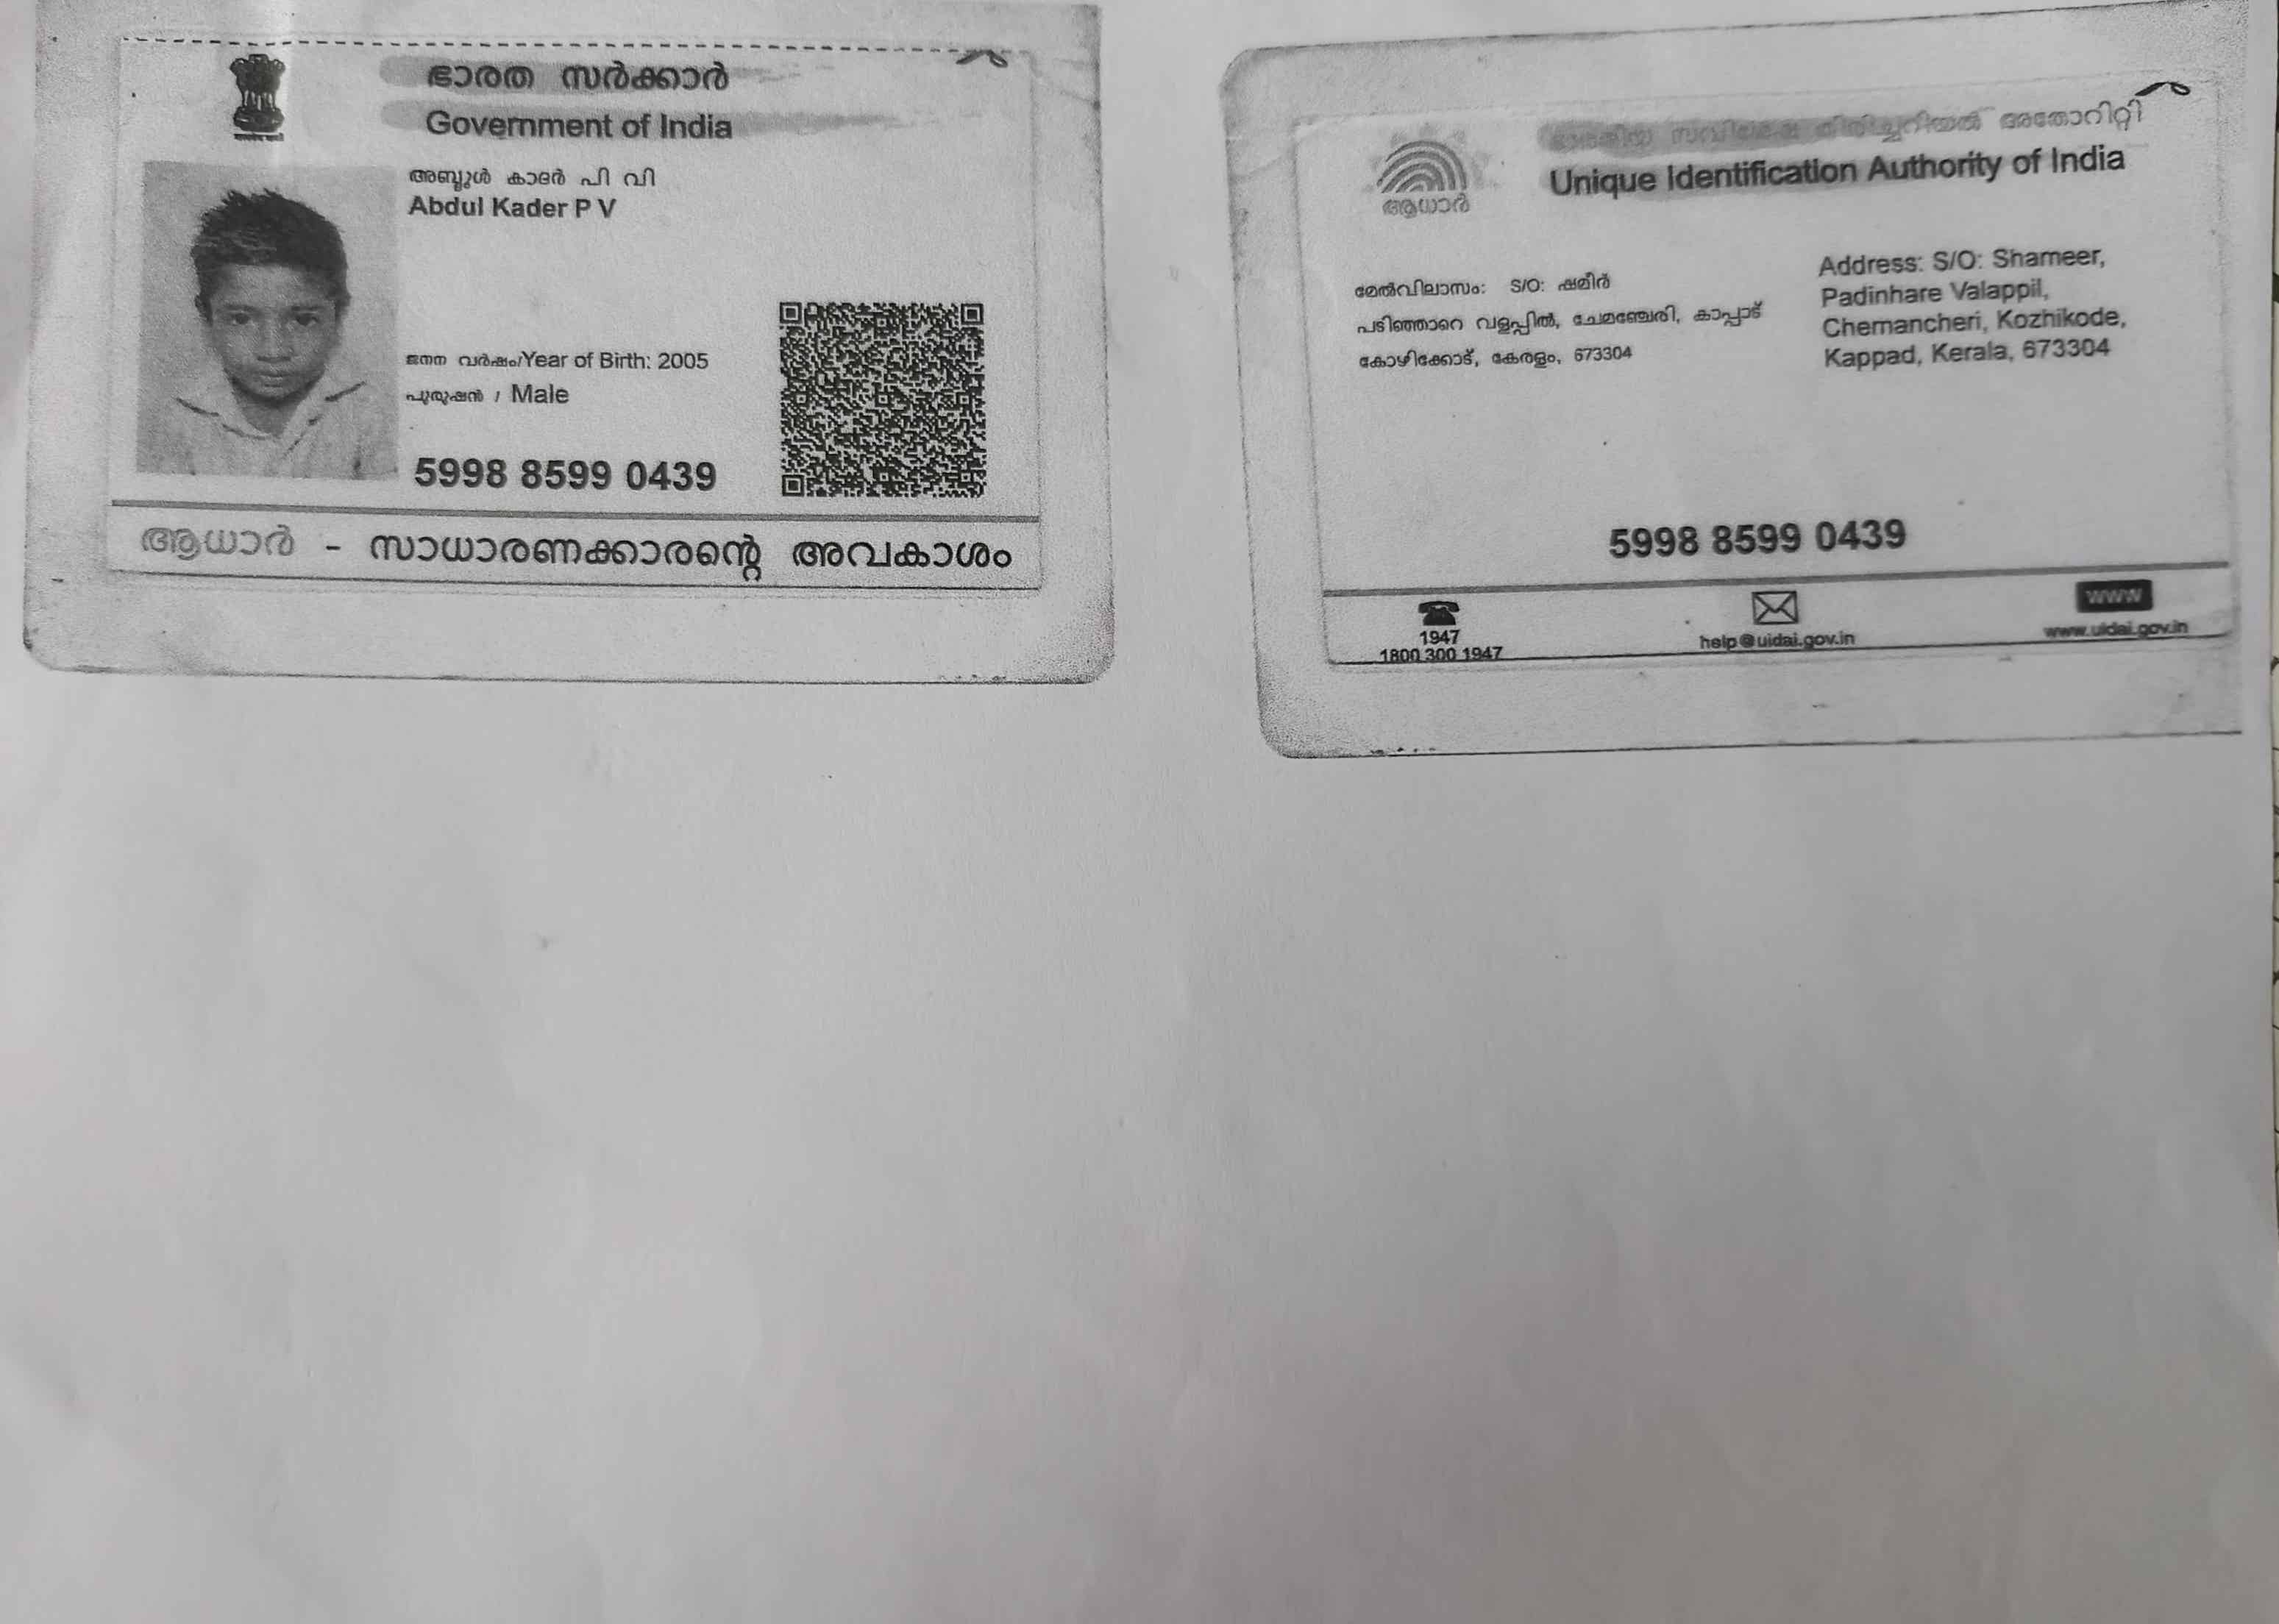 ഭാരത സർക്കാർ
Government of India
അബ്ദുൾ കാദർ പി വി
Abdul Kader P V
ജനന വർഷം/Year of Birth: 2005
പുരുഷൻ / Male
5998 8599 0439
ആധാർ - സാധാരണക്കാരന്റെ അവകാശം
അതോറിറ്റി
Unique Identification Authority of India
ആധാർ
മേൽവിലാസം: S/O: ഷമീർ
പടിഞ്ഞാറെ വളപ്പിൽ, ചേമഞ്ചേരി, കാപ്പാട്
കോഴിക്കോട്, കേരളം, 673304
Address: S/O: Shameer,
Padinhare Valappil,
Chemancheri, Kozhikode,
Kappad, Kerala, 673304
5998 8599 0439
1947
1800 300 1947
help@uidai.gov.in
www
www.uidai.gov.in